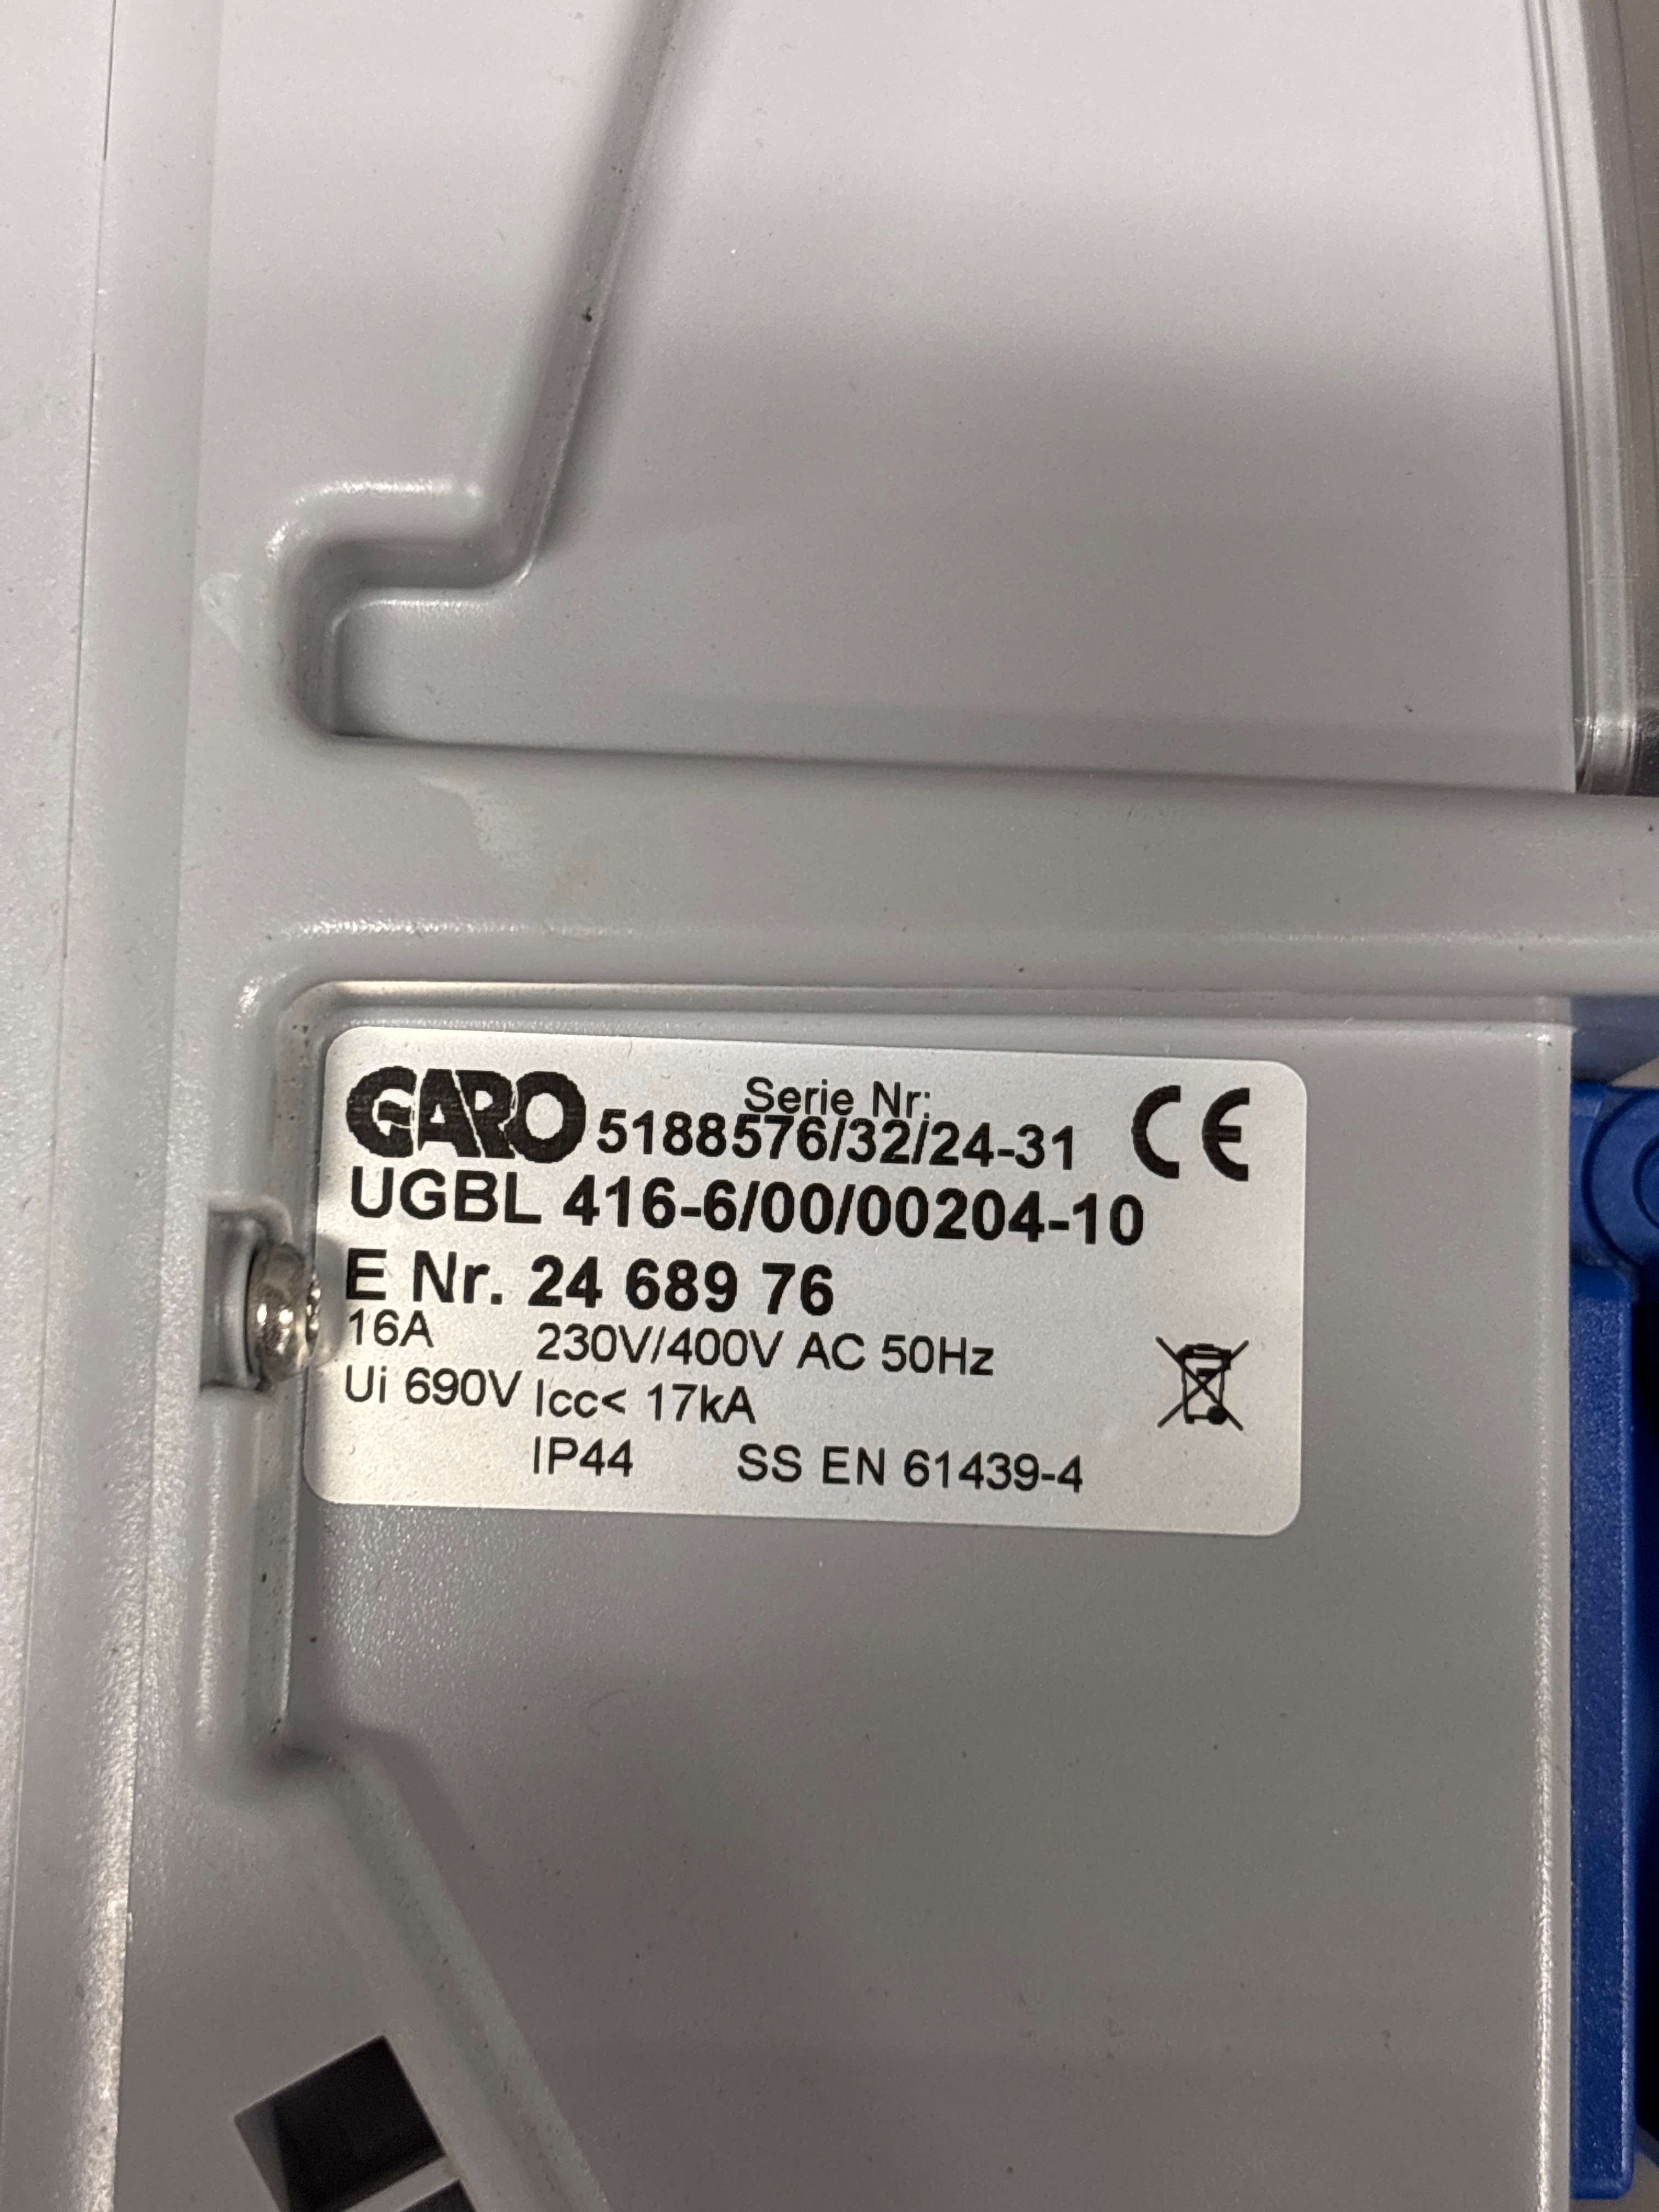 GARO Serie Nr: CE
5188576/32/24-31
UGBL 416-6/00/00204-10
E Nr. 24 689 76
16A 230V/400V AC 50Hz
Ui 690V Icc< 17kA
IP44 SS EN 61439-4